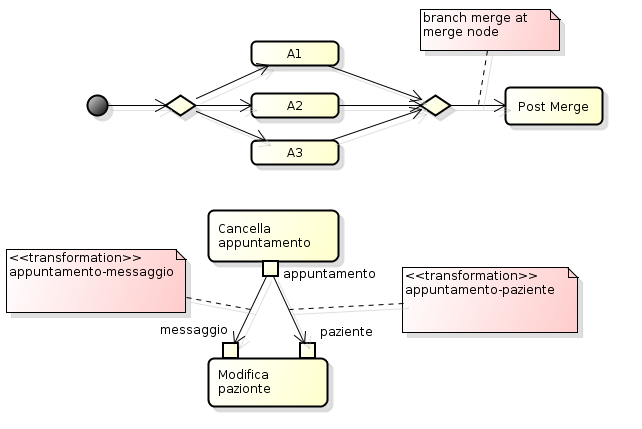 branch merge at
merge node
A1
A2
A3
Post Merge
Cancella
appuntamento
<<transformation>>
appuntamento-messaggio
appuntamento
<<transformation>>
appuntamento-paziente
messaggio
paziente
Modifica
pazionte